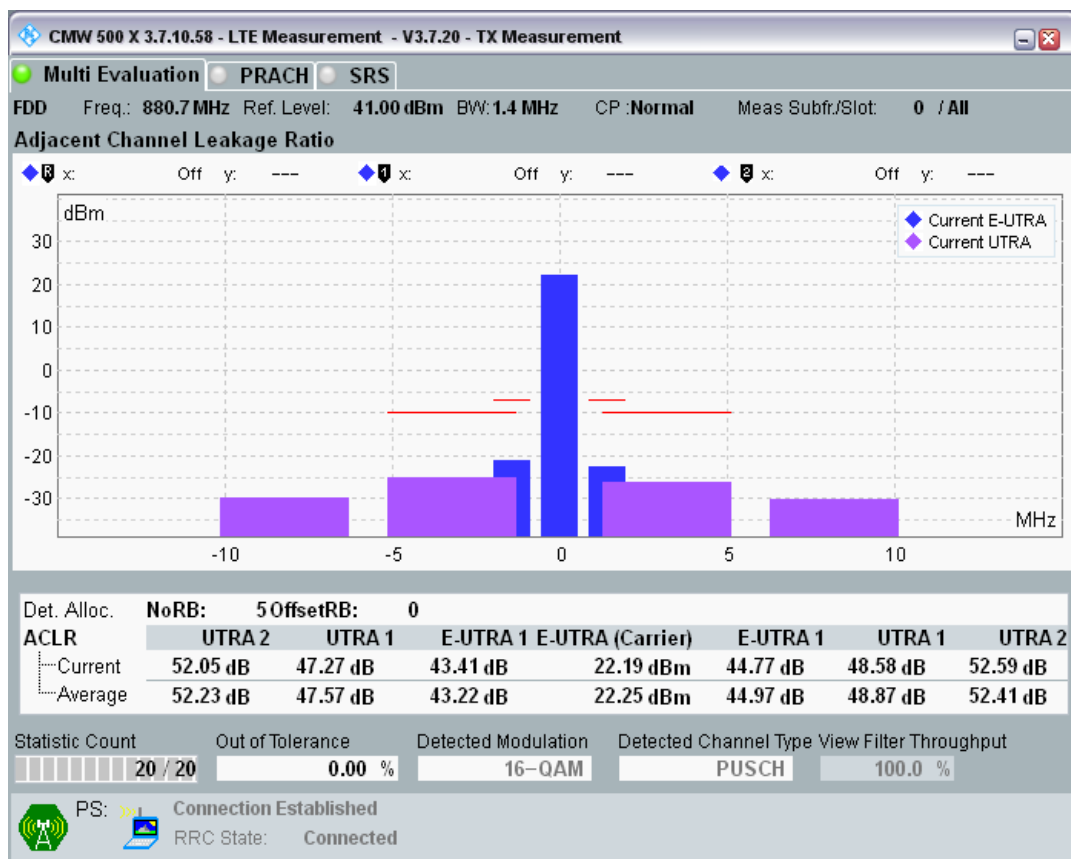 CMW 500 X 3.7.10.58 - LTE Measurement - V3.7.20 - TX Measurement
Multi Evaluation PRACH SRS
FDD Freq.: 880.7 MHz Ref. Level: 41.00 dBm BW: 1.4 MHz CP :Normal Meas Subfr./Slot: 0 / All
Adjacent Channel Leakage Ratio
R x: Off y: --- 1 x: Off y: --- 2 x: Off y: ---
dBm
Current E-UTRA
Current UTRA
30
20
10
0
-10
-20
-30
MHz
-10 -5 0 5 10
Det. Alloc. NoRB: 5 OffsetRB: 0
ACLR UTRA 2 UTRA 1 E-UTRA 1 E-UTRA (Carrier) E-UTRA 1 UTRA 1 UTRA 2
Current 52.05 dB 47.27 dB 43.41 dB 22.19 dBm 44.77 dB 48.58 dB 52.59 dB
Average 52.23 dB 47.57 dB 43.22 dB 22.25 dBm 44.97 dB 48.87 dB 52.41 dB
Statistic Count Out of Tolerance Detected Modulation Detected Channel Type View Filter Throughput
20 / 20 0.00 % 16-QAM PUSCH 100.0 %
PS: Connection Established
RRC State: Connected